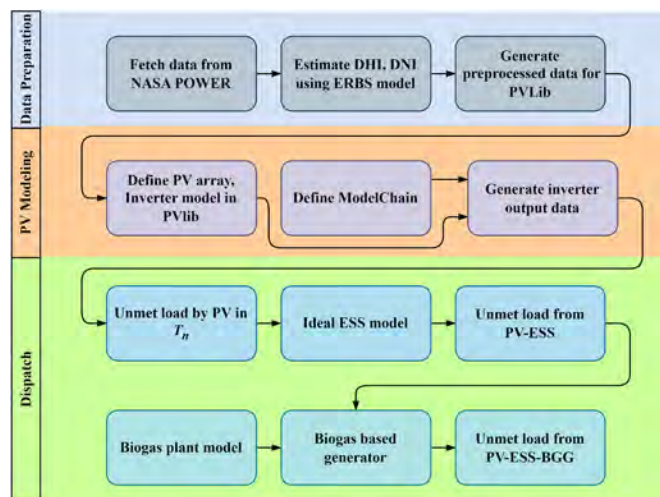 Data Preparation
Fetch data from
NASA POWER
Estimate DHI, DNI
using ERBS model
Generate
preprocessed data for
PVLib
PV Modeling
Define PV array,
Inverter model in
PVlib
Define ModelChain
Generate inverter
output data
Dispatch
Unmet load by PV in
Tn
Ideal ESS model
Unmet load from
PV-ESS
Biogas plant model
Biogas based
generator
Unmet load from
PV-ESS-BGG